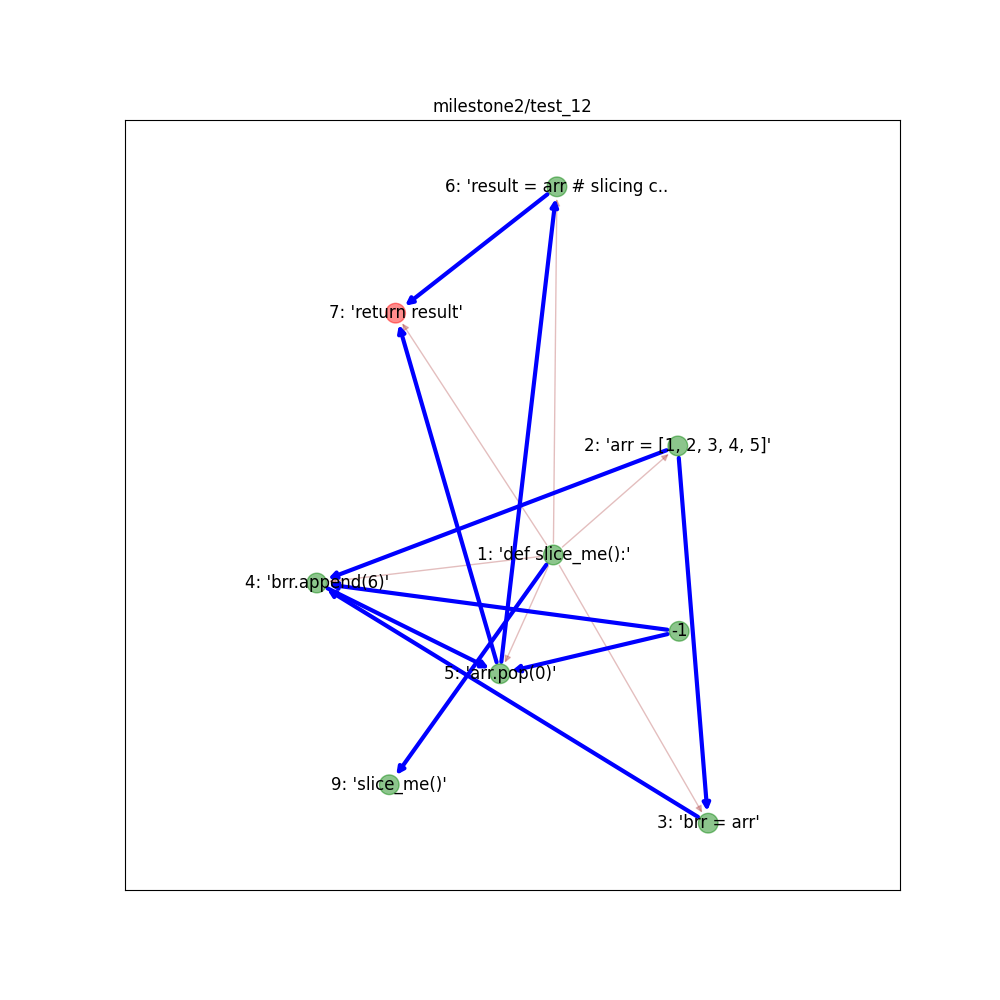 milestone2/test_12
6: 'result = arr # slicing c..
7: 'return result'
2: 'arr = [1, 2, 3, 4, 5]'
1: 'def slice_me():'
4: 'brr.append(6)'
-1
5: 'arr.pop(0)'
9: 'slice_me()'
3: 'brr = arr'